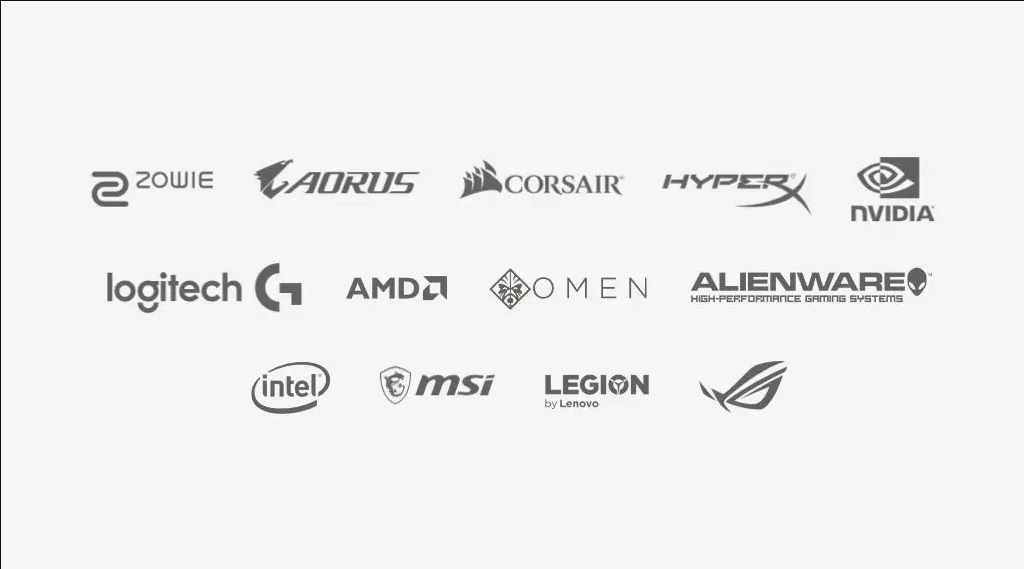 ZOWIE
AORUS
CORSAIR
HYPERX
NVIDIA
logitech G
AMD
OMEN
ALIENWARE
HIGH-PERFORMANCE GAMING SYSTEMS
intel
msi
LEGION
by Lenovo